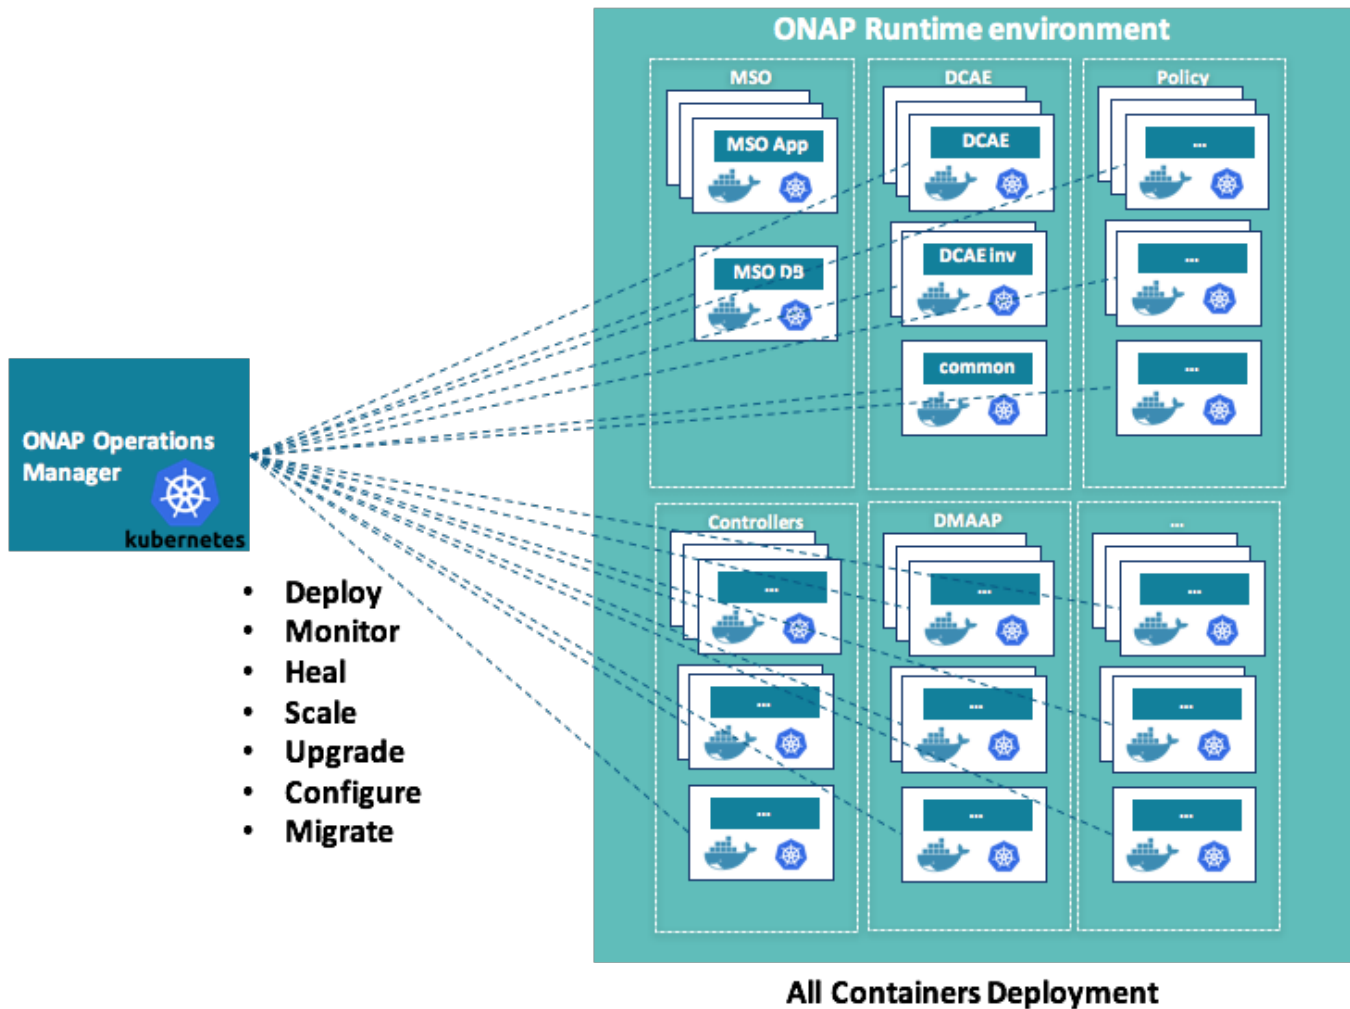 ONAP Runtime environment
MSO
DCAE
Policy
MSO App
DCAE
...
MSO DB
DCAE inv
...
common
...
ONAP Operations
Manager
kubernetes
Controllers
DMAAP
...
...
...
...
...
...
...
...
...
...
Deploy
Monitor
Heal
Scale
Upgrade
Configure
Migrate
All Containers Deployment